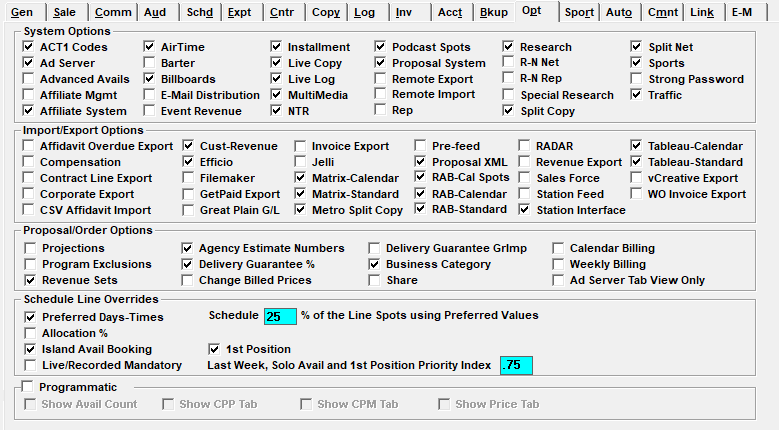 Gen Sale Comm Aud Schd Expt Cntr Copy Log Inv Acct Bkup Opt Sport Auto Cmnt Link E-M
System Options
ACT1 Codes AirTime Installment Podcast Spots Research Split Net
Ad Server Barter Live Copy Proposal System R-N Net Sports
Advanced Avails Billboards Live Log Remote Export R-N Rep Strong Password
Affiliate Mgmt E-Mail Distribution MultiMedia Remote Import Special Research Traffic
Affiliate System Event Revenue NTR Rep Split Copy
Import/Export Options
Affidavit Overdue Export Cust-Revenue Invoice Export Pre-feed RADAR Tableau-Calendar
Compensation Efficio Jelli Proposal XML Revenue Export Tableau-Standard
Contract Line Export Filemaker Matrix-Calendar RAB-Cal Spots Sales Force vCreative Export
Corporate Export GetPaid Export Matrix-Standard RAB-Calendar Station Feed WO Invoice Export
CSV Affidavit Import Great Plain G/L Metro Split Copy RAB-Standard Station Interface
Proposal/Order Options
Projections Agency Estimate Numbers Delivery Guarantee GrImp Calendar Billing
Program Exclusions Delivery Guarantee % Business Category Weekly Billing
Revenue Sets Change Billed Prices Share Ad Server Tab View Only
Schedule Line Overrides
Preferred Days-Times Schedule 25 % of the Line Spots using Preferred Values
Allocation %
Island Avail Booking 1st Position
Live/Recorded Mandatory Last Week, Solo Avail and 1st Position Priority Index .75
Programmatic
Show Avail Count Show CPP Tab Show CPM Tab Show Price Tab